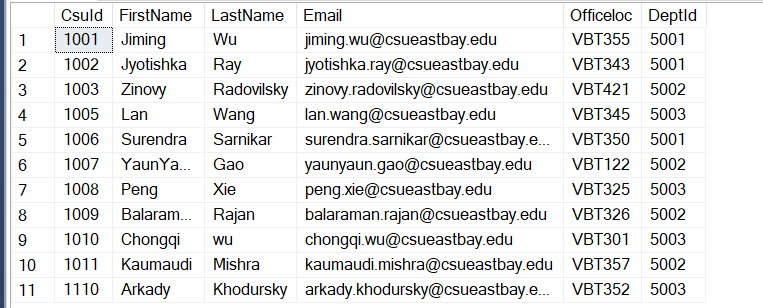 CsuId FirstName LastName Email Officeloc DeptId
1 1001 Jiming Wu jiming.wu@csueastbay.edu VBT355 5001
2 1002 Jyotishka Ray jyotishka.ray@csueastbay.edu VBT343 5001
3 1003 Zinovy Radovilsky zinovy.radovilsky@csueastbay.edu VBT421 5002
4 1005 Lan Wang lan.wang@csueastbay.edu VBT345 5003
5 1006 Surendra Sarnikar surendra.sarnikar@csueastbay.e... VBT350 5001
6 1007 YaunYa... Gao yaunyaun.gao@csueastbay.edu VBT122 5002
7 1008 Peng Xie peng.xie@csueastbay.edu VBT325 5003
8 1009 Balaram... Rajan balaraman.rajan@csueastbay.edu VBT326 5002
9 1010 Chongqi wu chongqi.wu@csueastbay.edu VBT301 5003
10 1011 Kaumaudi Mishra kaumaudi.mishra@csueastbay.edu VBT357 5002
11 1110 Arkady Khodursky arkady.khodursky@csueastbay.edu VBT352 5003